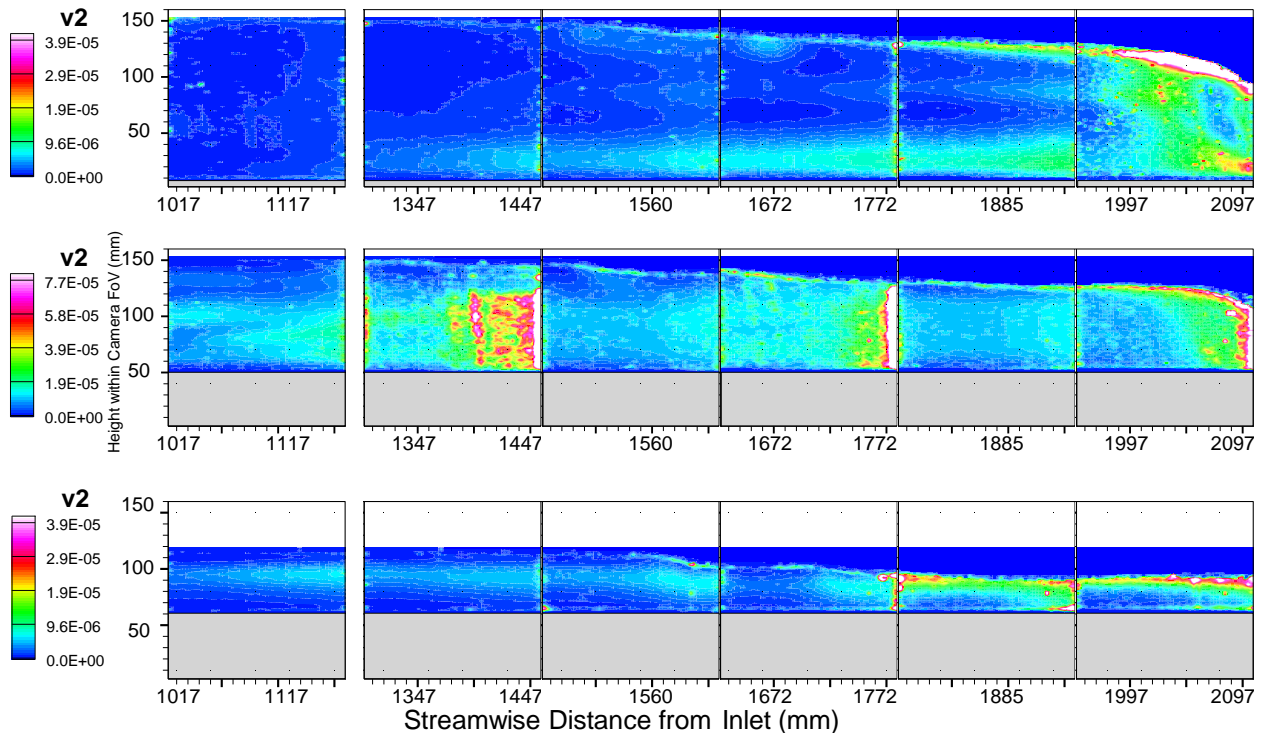 v2
3.9E-05
2.9E-05
1.9E-05
9.6E-06
0.0E+00
150
100
50
1017 1117 1347 1447 1560 1672 1772 1885 1997 2097
v2
7.7E-05
5.8E-05
3.9E-05
1.9E-05
0.0E+00
Height within Camera FoV (mm)
150
100
50
1017 1117 1347 1447 1560 1672 1772 1885 1997 2097
v2
3.9E-05
2.9E-05
1.9E-05
9.6E-06
0.0E+00
150
100
50
1017 1117 1347 1447 1560 1672 1772 1885 1997 2097
Streamwise Distance from Inlet (mm)